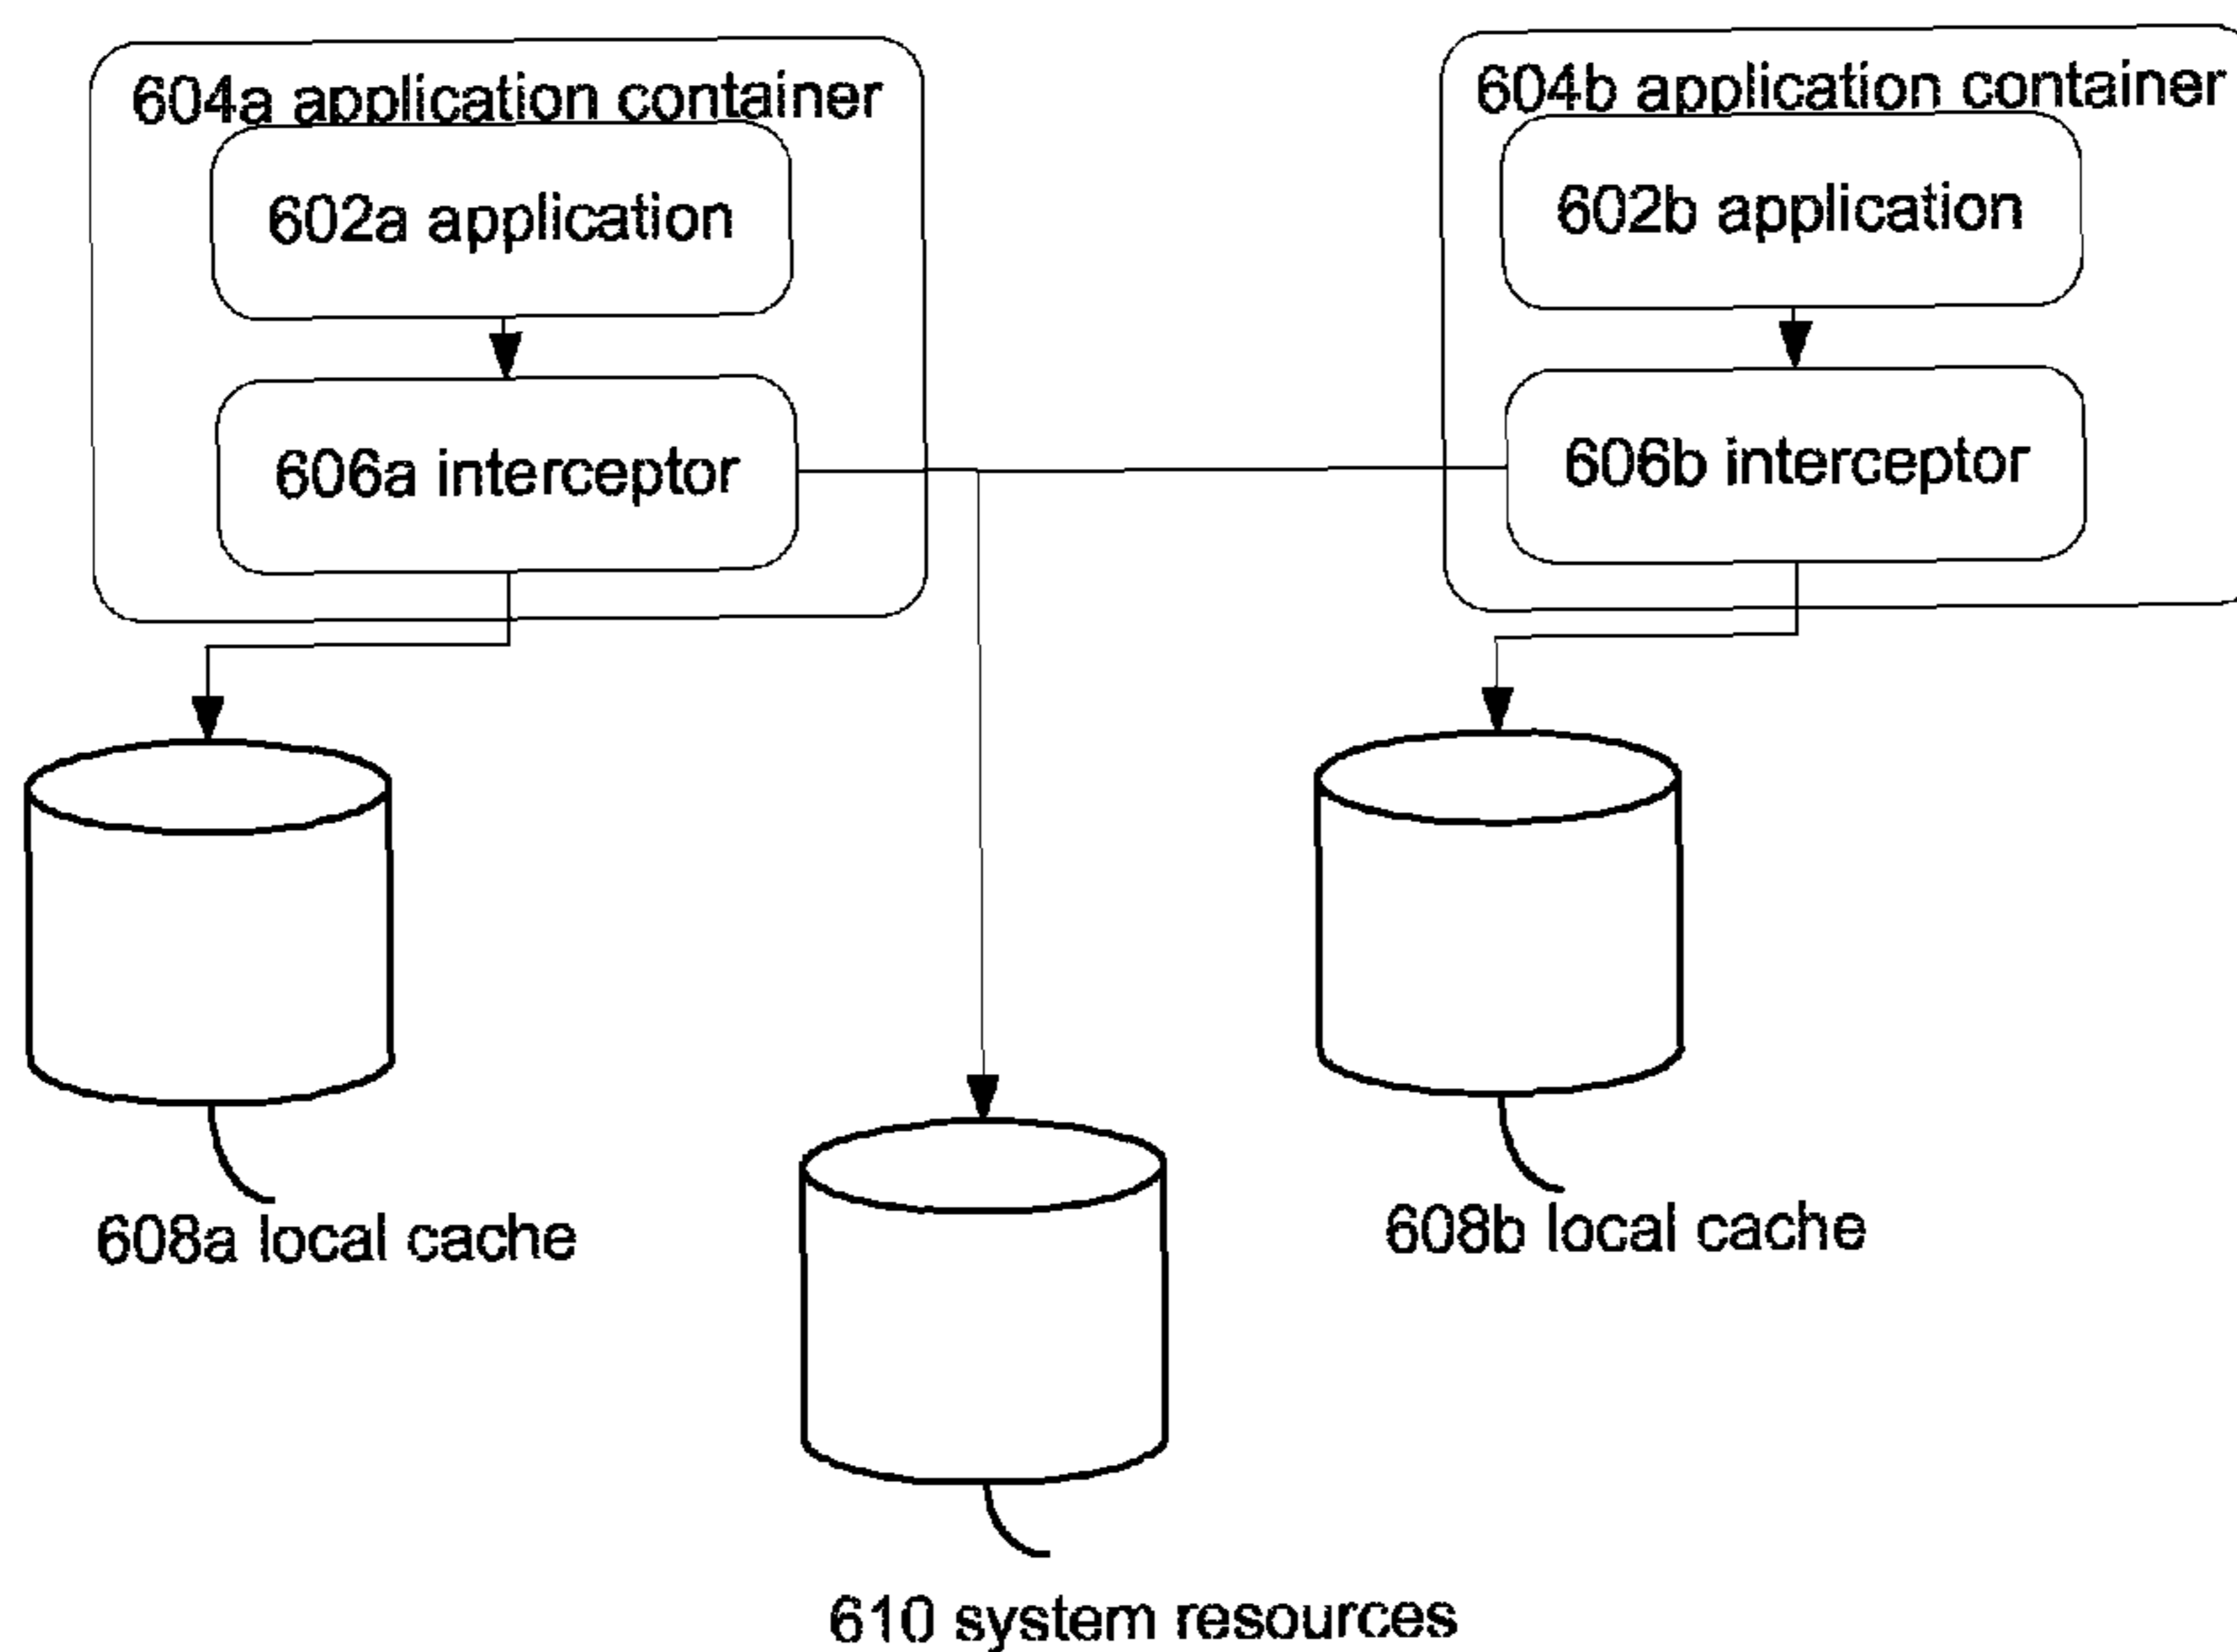 604a application container
604b application container
602a application
602b application
606a interceptor
606b interceptor
608a local cache
608b local cache
610 system resources